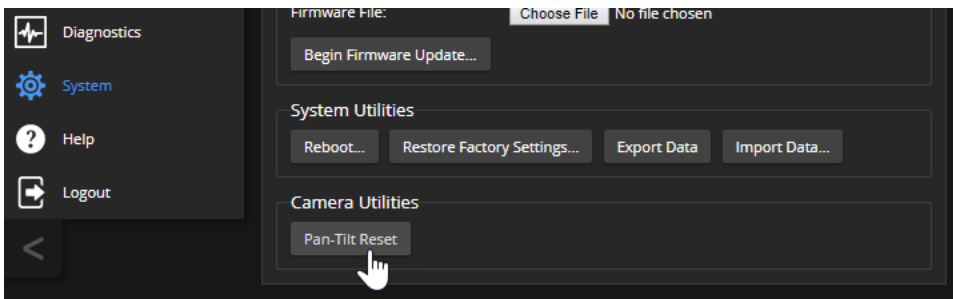 Diagnostics
System
Help
Logout
Firmware File: Choose File No file chosen
Begin Firmware Update...
System Utilities
Reboot... Restore Factory Settings... Export Data Import Data...
Camera Utilities
Pan-Tilt Reset